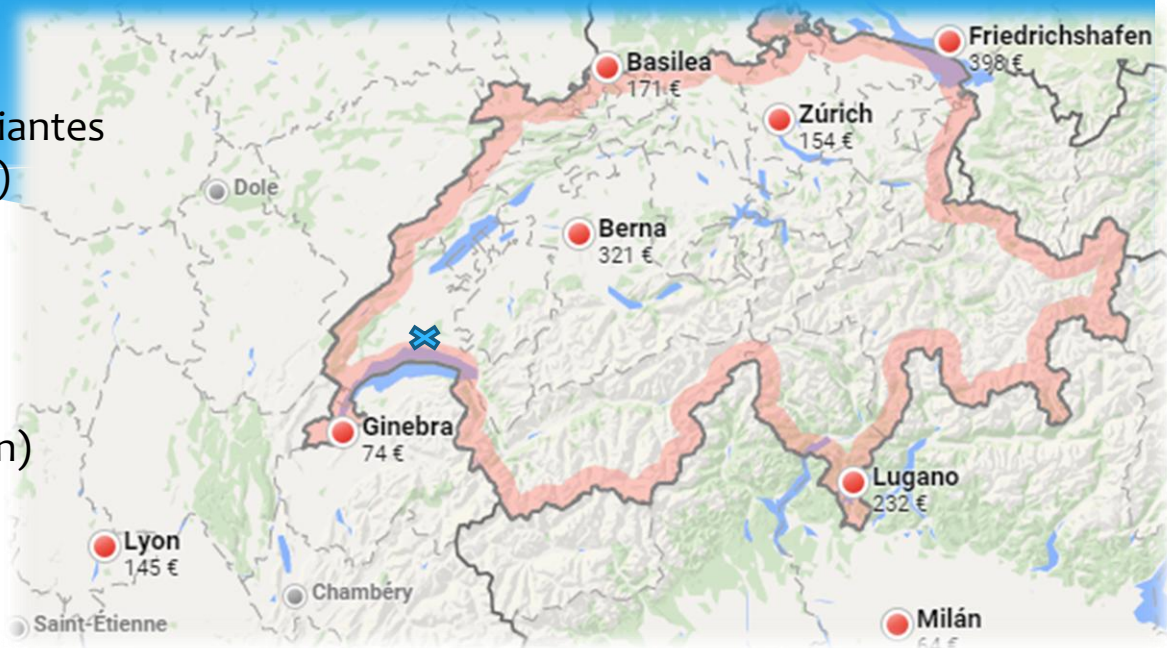 iantes
)
n)
Friedrichshafen
398 €
Basilea
171 €
Zúrich
154 €
Dole
Berna
321 €
Ginebra
74 €
Lugano
232 €
Lyon
145 €
Chambéry
Saint-Étienne
Milán
64 €